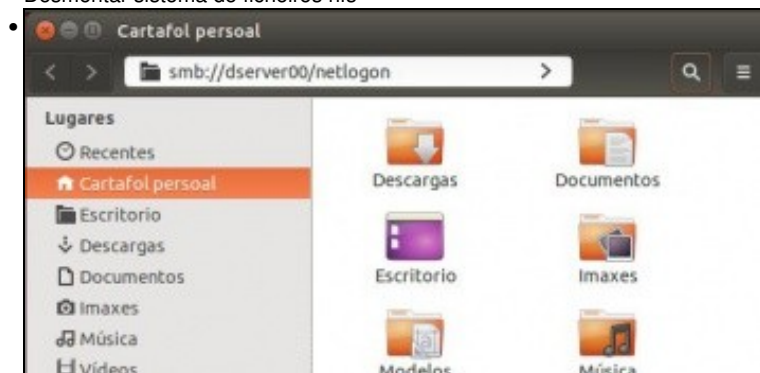 Desmontar sistema de ficheiros nfs
Cartafol persoal
smb://dserver00/netlogon
Lugares
Recentes
Cartafol persoal
Escritorio
Descargas
Documentos
Imaxes
Música
Vídeos
Descargas
Documentos
Escritorio
Imaxes
Modelos
Música